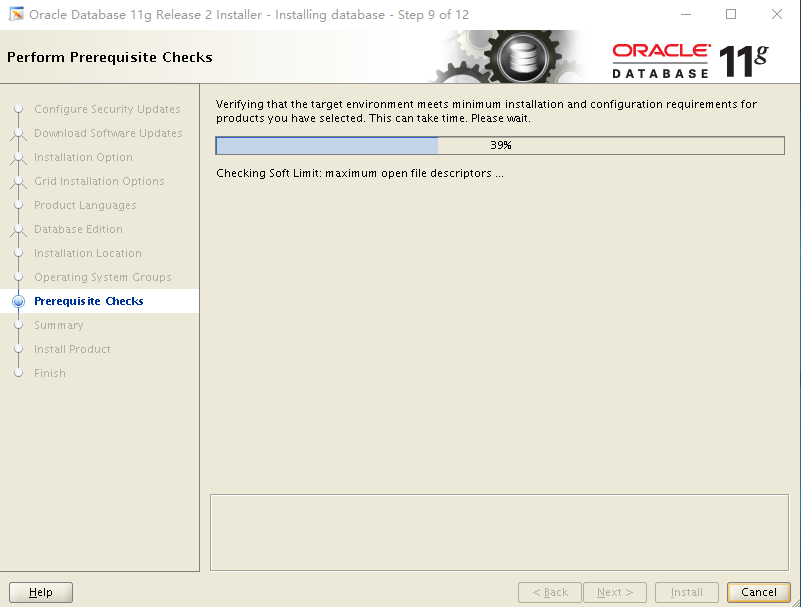 Oracle Database 11g Release 2 Installer - Installing database - Step 9 of 12
Perform Prerequisite Checks
ORACLE
DATABASE
11g
Configure Security Updates
Download Software Updates
Installation Option
Grid Installation Options
Product Languages
Database Edition
Installation Location
Operating System Groups
Prerequisite Checks
Summary
Install Product
Finish
Verifying that the target environment meets minimum installation and configuration requirements for
products you have selected. This can take time. Please wait.
39%
Checking Soft Limit: maximum open file descriptors ...
Help
< Back
Next >
Install
Cancel